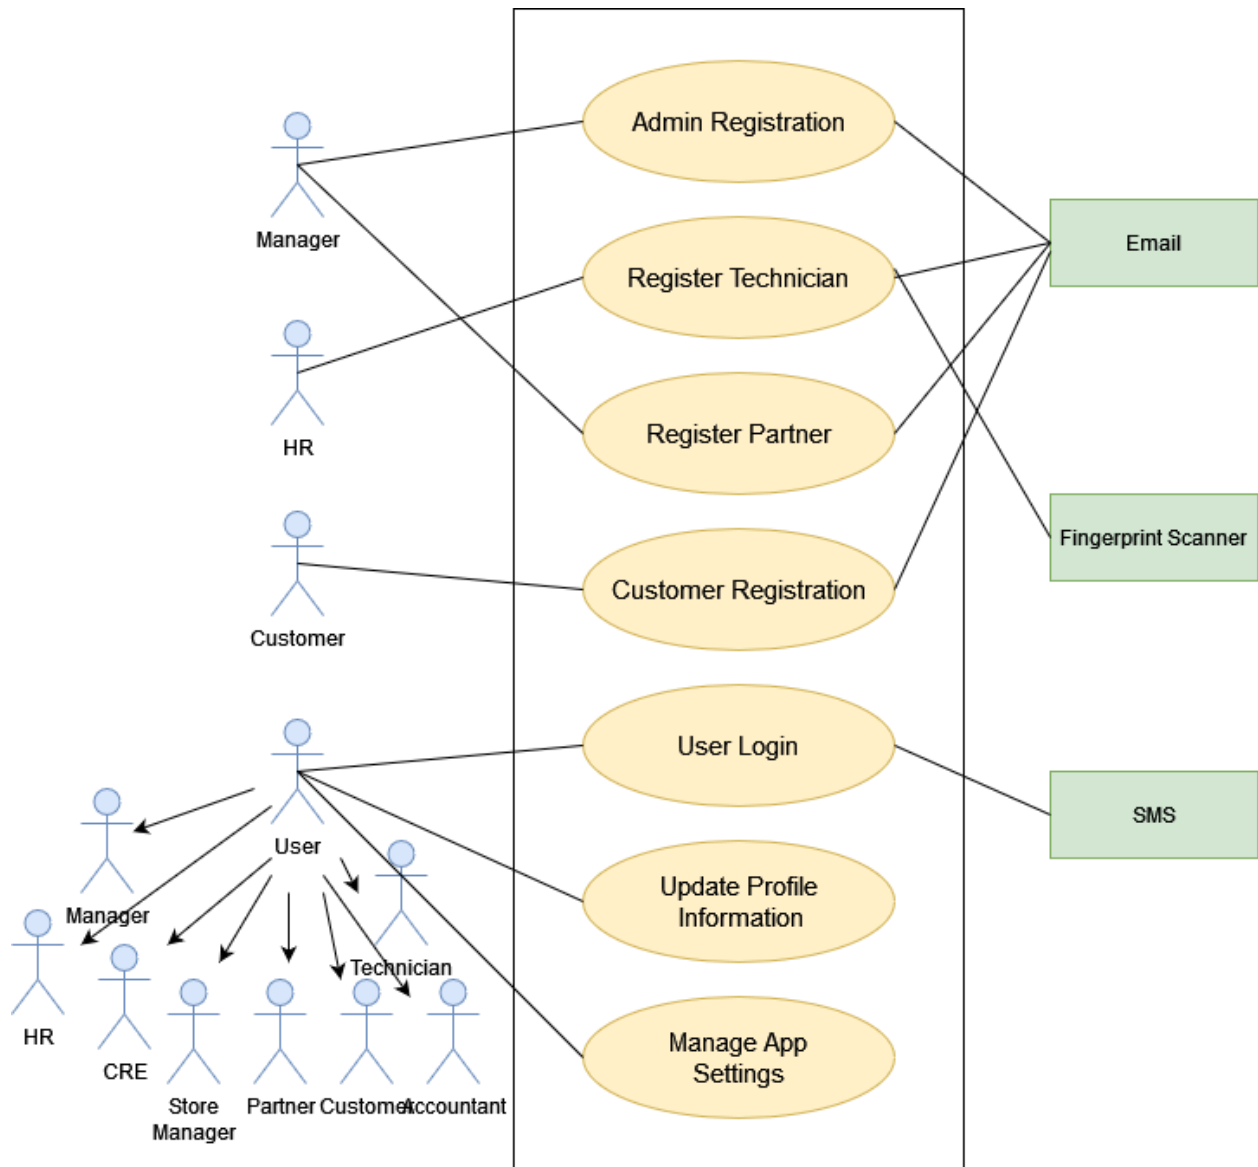 Admin Registration
Manager
Email
Register Technician
HR
Register Partner
Fingerprint Scanner
Customer Registration
Customer
User Login
SMS
User
Update Profile
Information
Manager
Technician
HR
CRE
Manage App
Settings
Store
Manager
Partner
Customer
Accountant